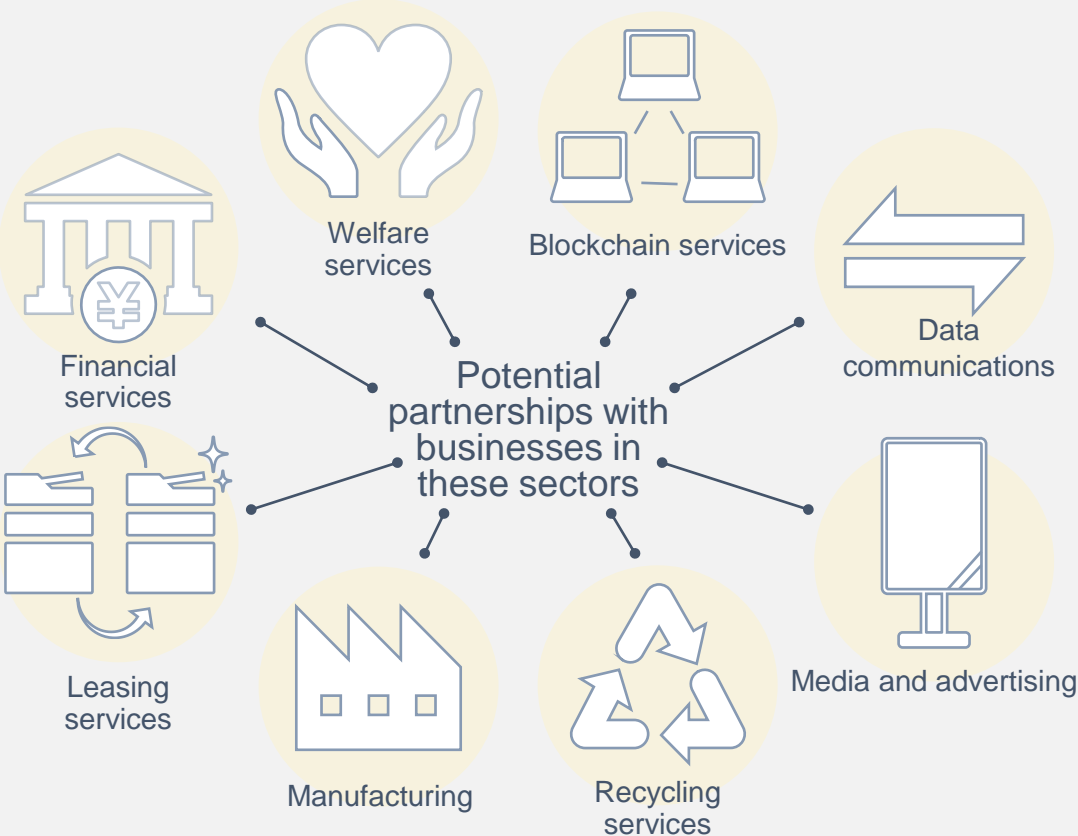 Welfare
services
Blockchain services
Data
communications
Financial
services
¥
Potential
partnerships with
businesses in
these sectors
Leasing
services
Media and advertising
Manufacturing
Recycling
services